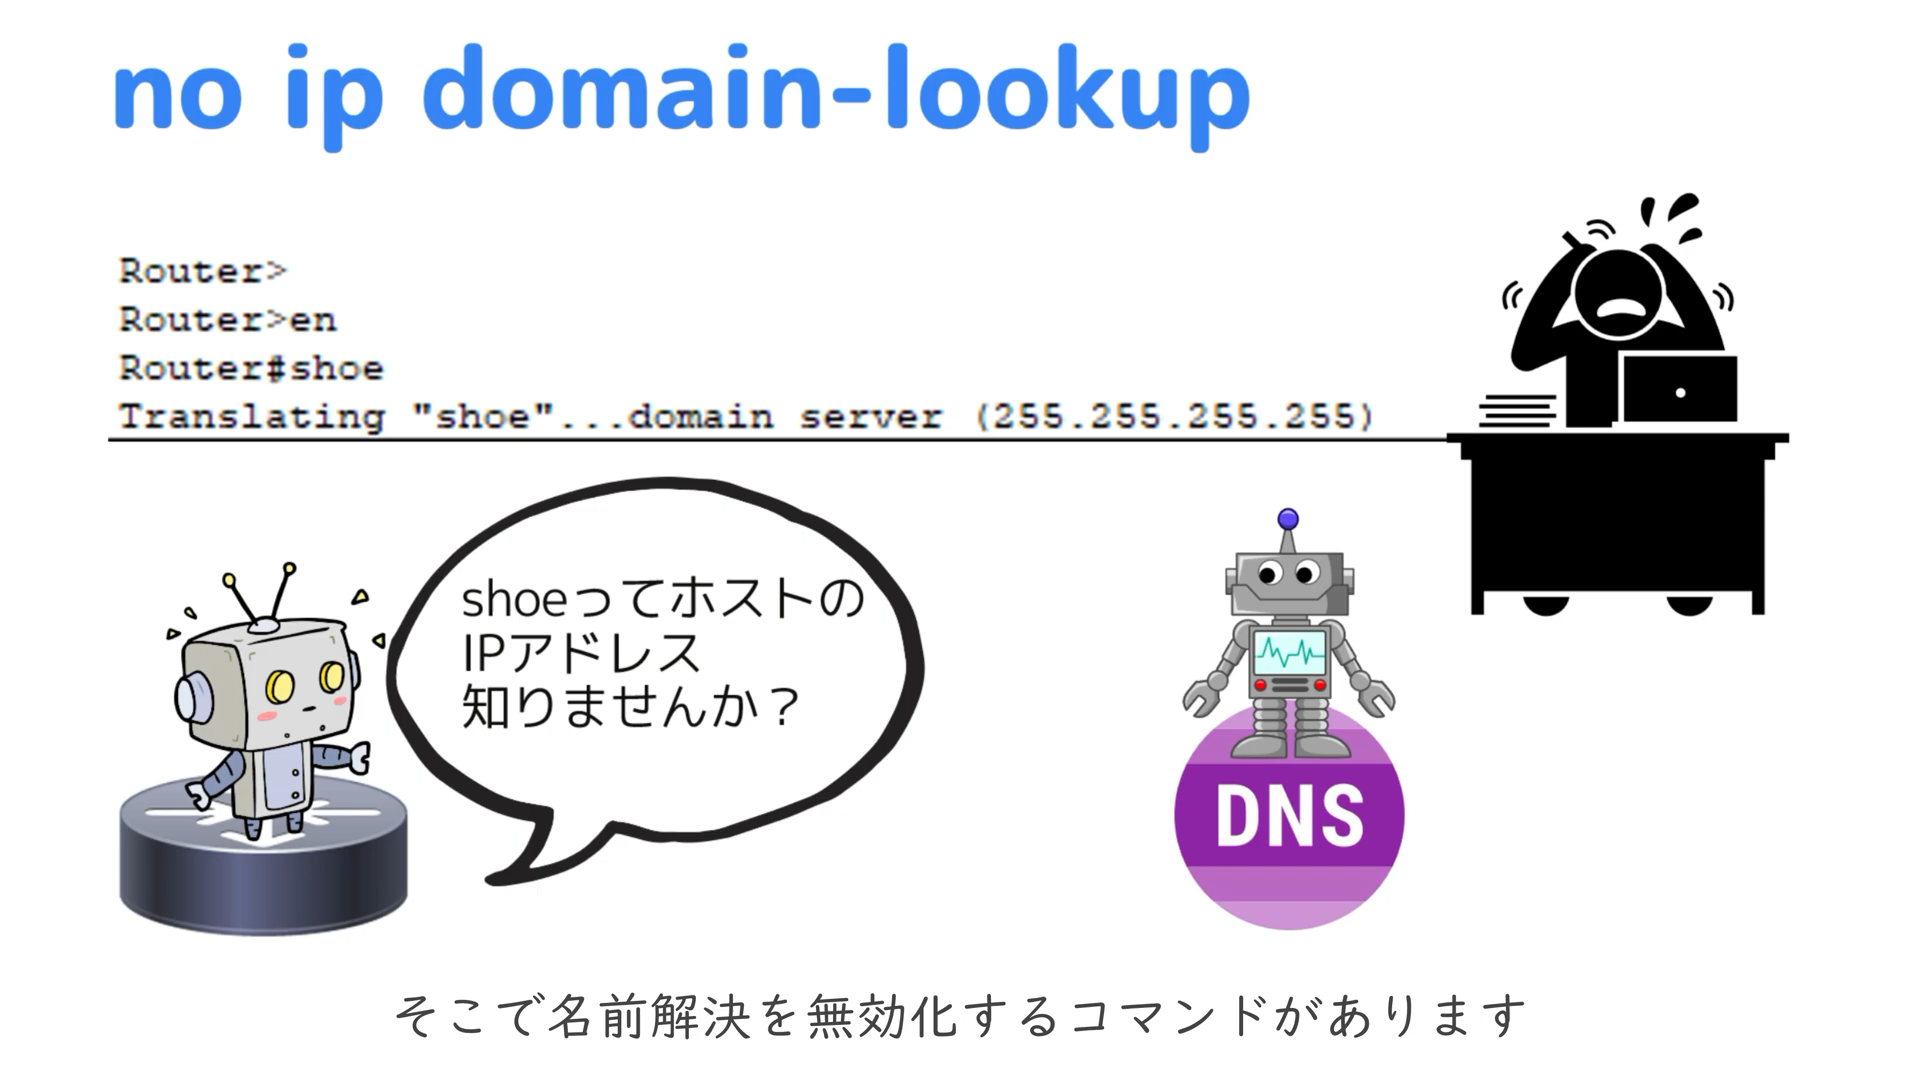 no ip domain-lookup
Router>
Router>en
Router#shoe
Translating "shoe"...domain server (255.255.255.255)
shoeってホストの
IPアドレス
知りませんか？
DNS
そこで名前解決を無効化するコマンドがあります